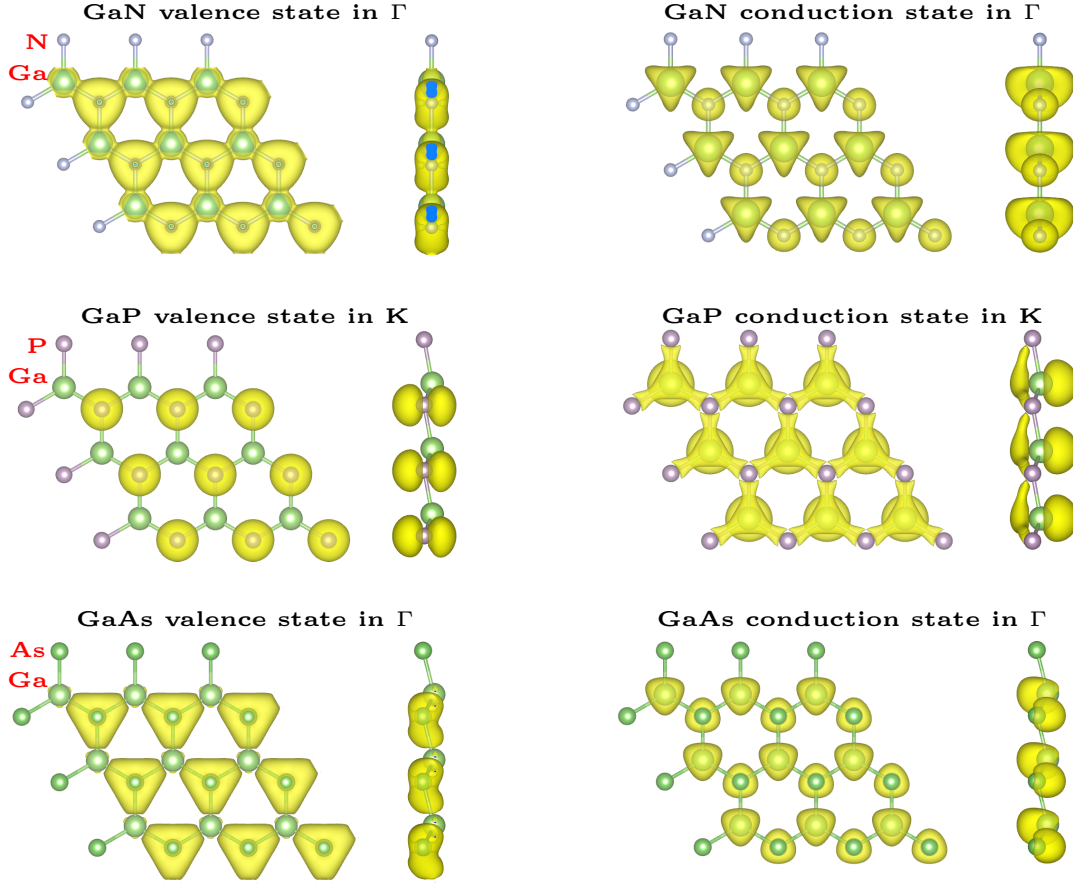 GaN valence state in Γ
GaN conduction state in Γ
N
Ga
GaP valence state in K
GaP conduction state in K
P
Ga
GaAs valence state in Γ
GaAs conduction state in Γ
As
Ga